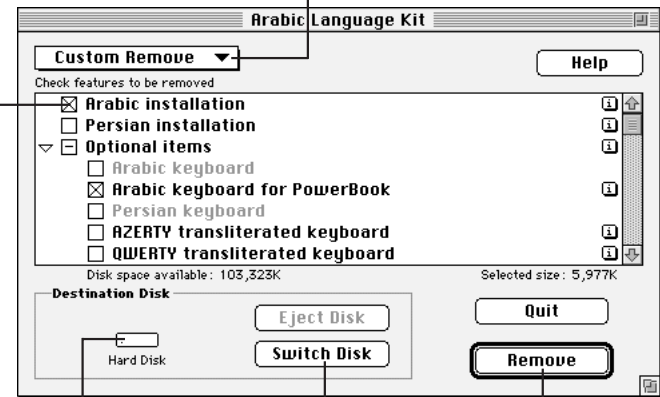 Arabic Language Kit
Custom Remove
Help
Check features to be removed
Arabic installation
Persian installation
Optional items
Arabic keyboard
Arabic keyboard for PowerBook
Persian keyboard
AZERTY transliterated keyboard
QWERTY transliterated keyboard
Disk space available: 103,323K Selected size: 5,977K
Destination Disk
Eject Disk
Quit
Hard Disk
Switch Disk
Remove